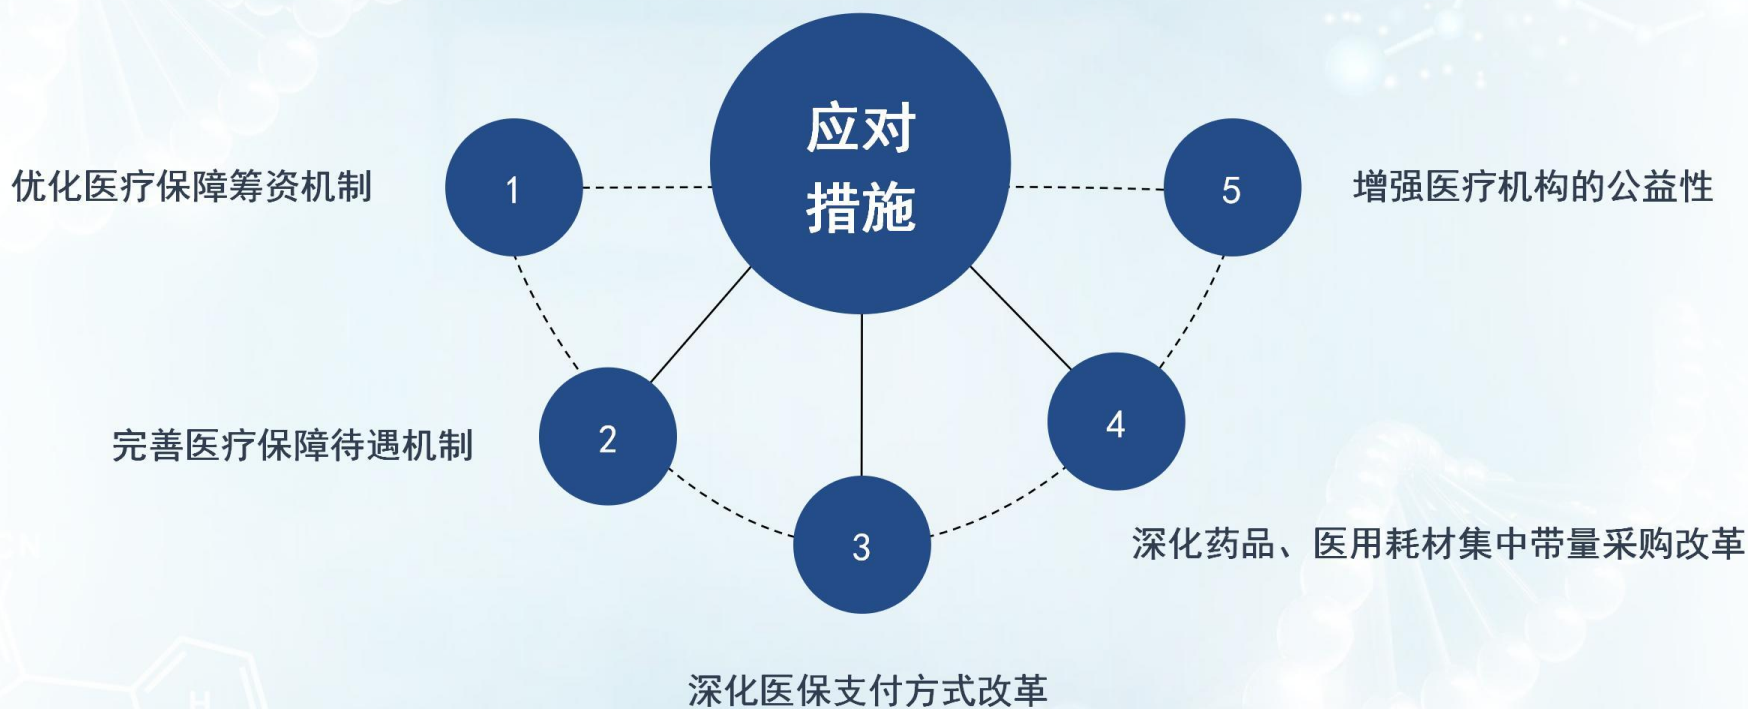 应对
措施
1
优化医疗保障筹资机制
2
完善医疗保障待遇机制
3
深化医保支付方式改革
4
深化药品、医用耗材集中带量采购改革
5
增强医疗机构的公益性
CN
H